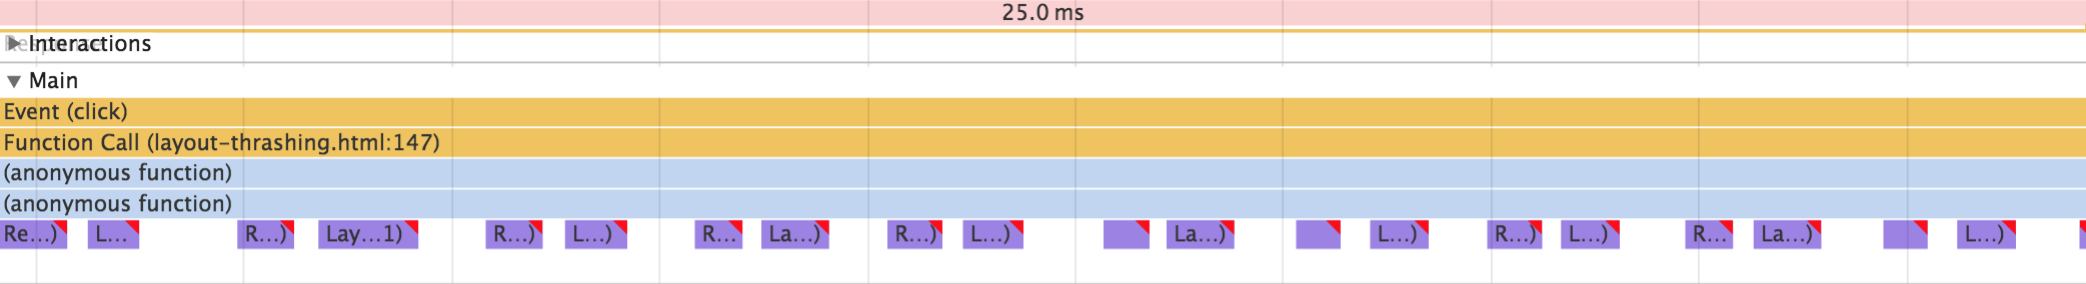 25.0 ms
Interactions
Main
Event (click)
Function Call (layout-thrashing.html:147)
(anonymous function)
(anonymous function)
Re...) L... R...) Lay...1) R...) L...) R... La...) R...) L...) La...) L...) R...) L...) R... La...) L...)